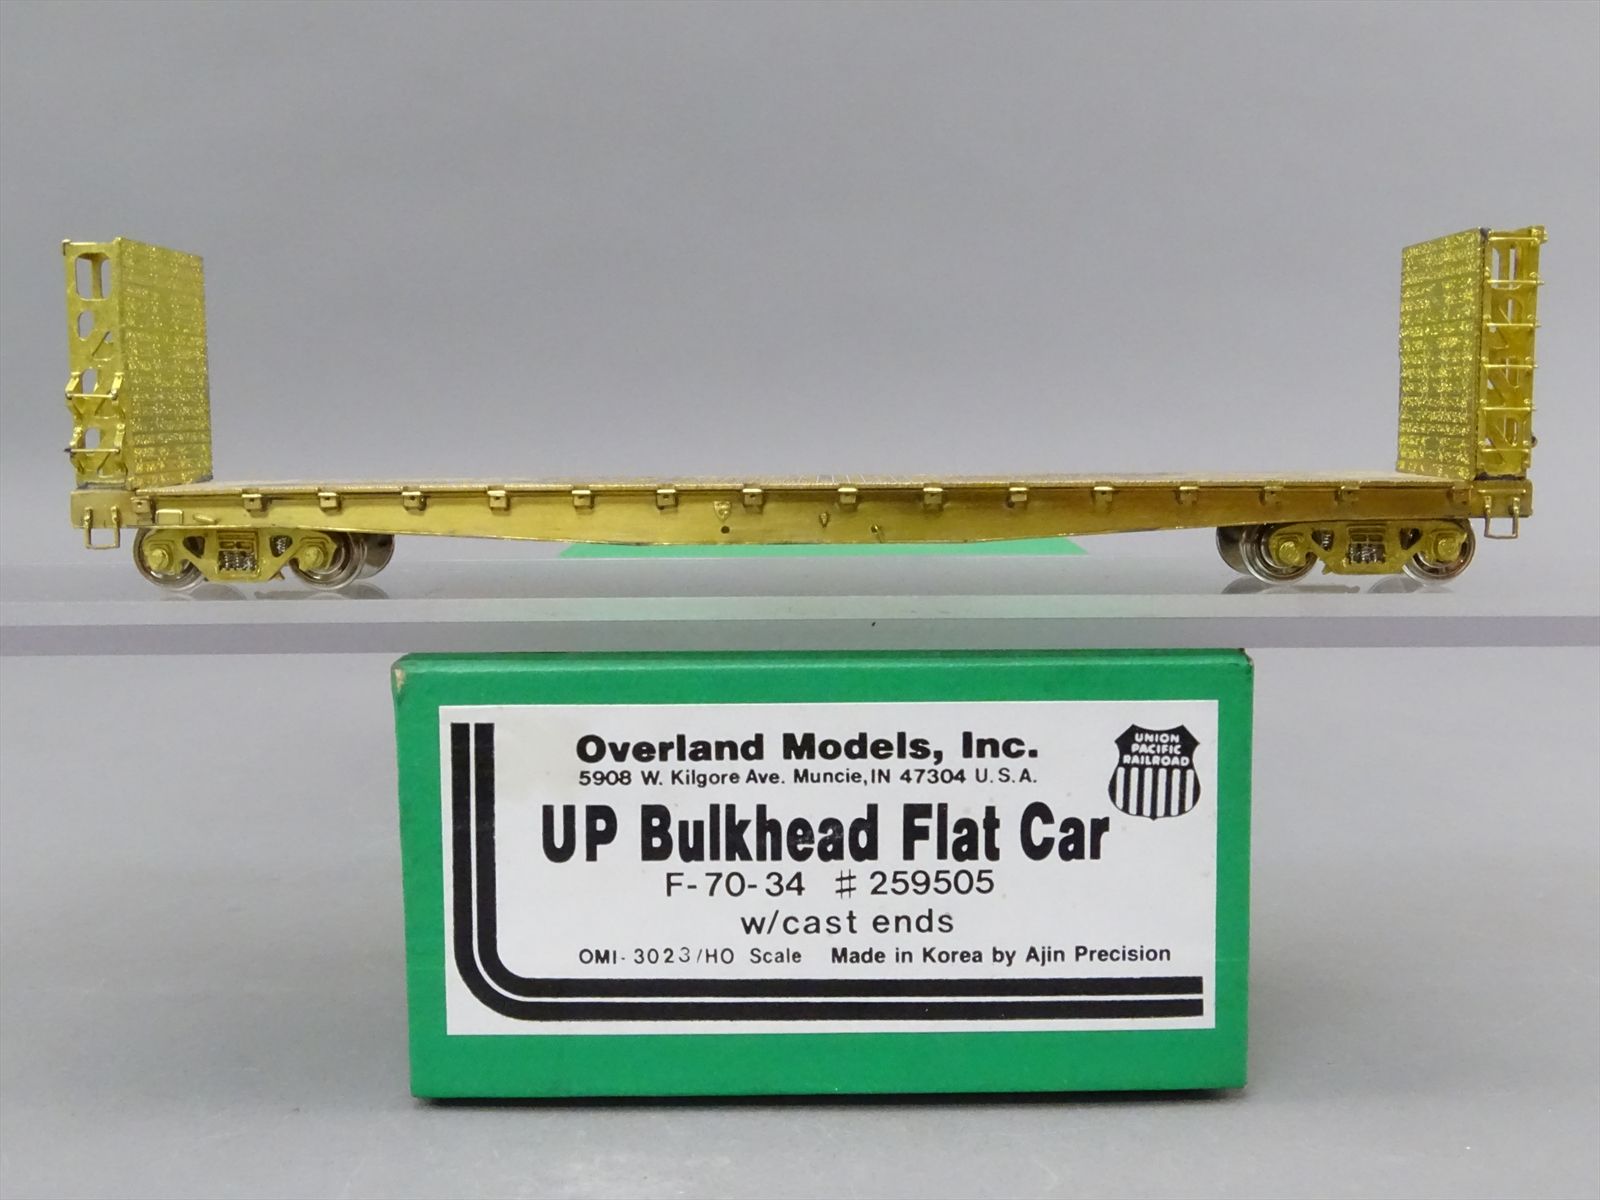 Overland Models, Inc.
5908 W. Kilgore Ave. Muncie, IN 47304 U.S.A.
UNION
PACIFIC
RAILROAD
UP Bulkhead Flat Car
F-70-34 # 259505
w/cast ends
OMI-3023/HO Scale Made in Korea by Ajin Precision